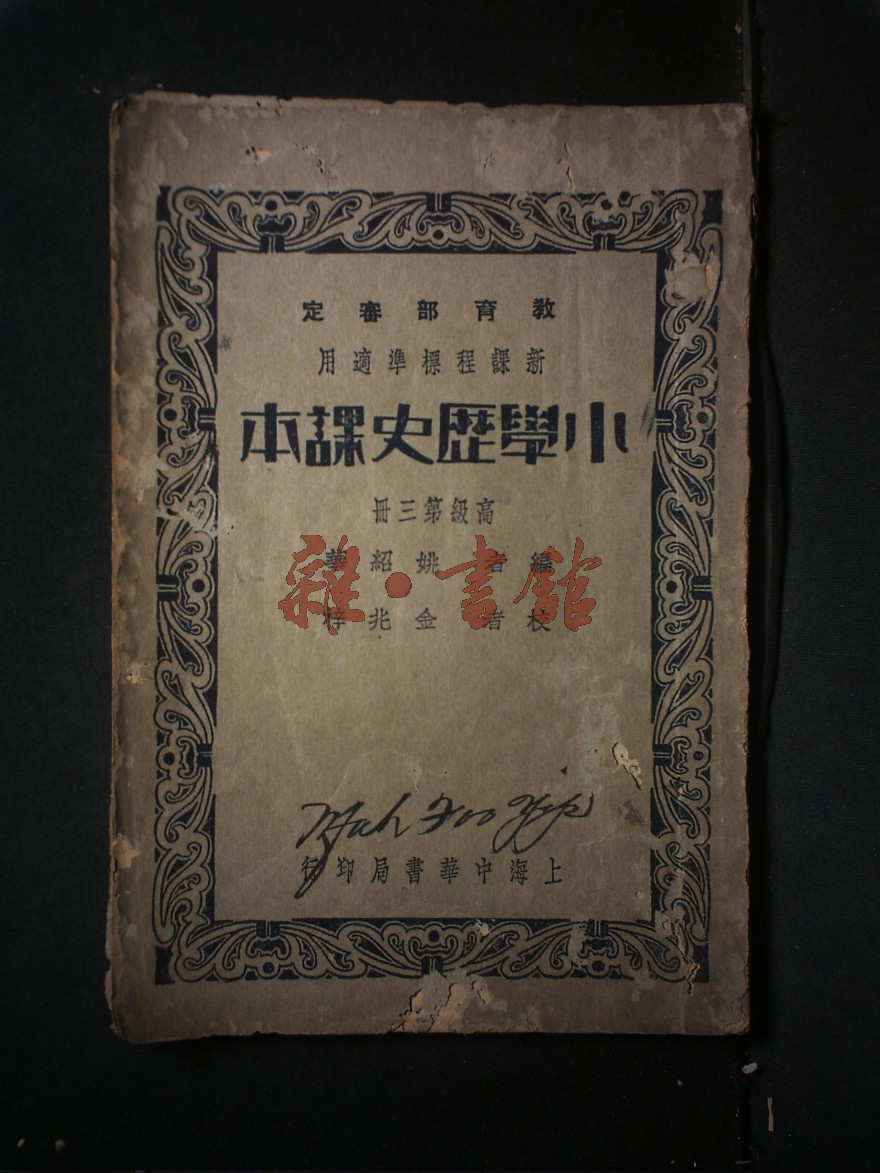 教育部審定
新課程標準適用
小學歷史課本
高級第三冊
編者 姚紹華
校者 金兆梓
雜·書館
上海中華書局印行